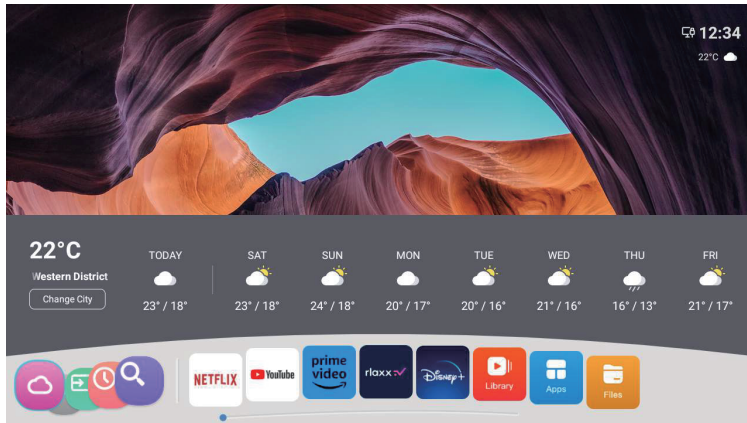 12:34
22°C
22°C
Western District
Change City
TODAY
23° / 18°
SAT
23° / 18°
SUN
24° / 18°
MON
20° / 17°
TUE
20° / 16°
WED
21° / 16°
THU
16° / 13°
FRI
21° / 17°
NETFLIX
YouTube
prime video
rlaxx tv
Disney+
Library
Apps
Files